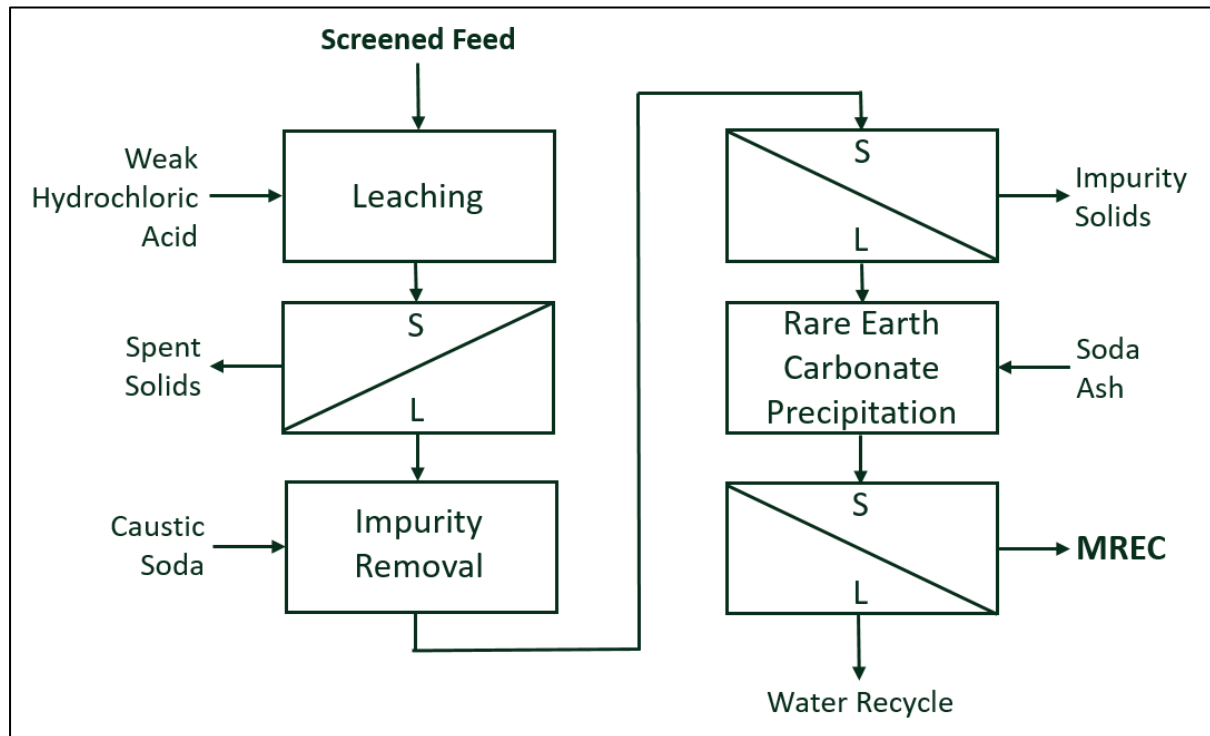 Screened Feed
Weak
Hydrochloric
Acid
Leaching
S
L
Spent
Solids
Caustic
Soda
Impurity
Removal
S
L
Impurity
Solids
Rare Earth
Carbonate
Precipitation
Soda
Ash
S
L
MREC
Water Recycle